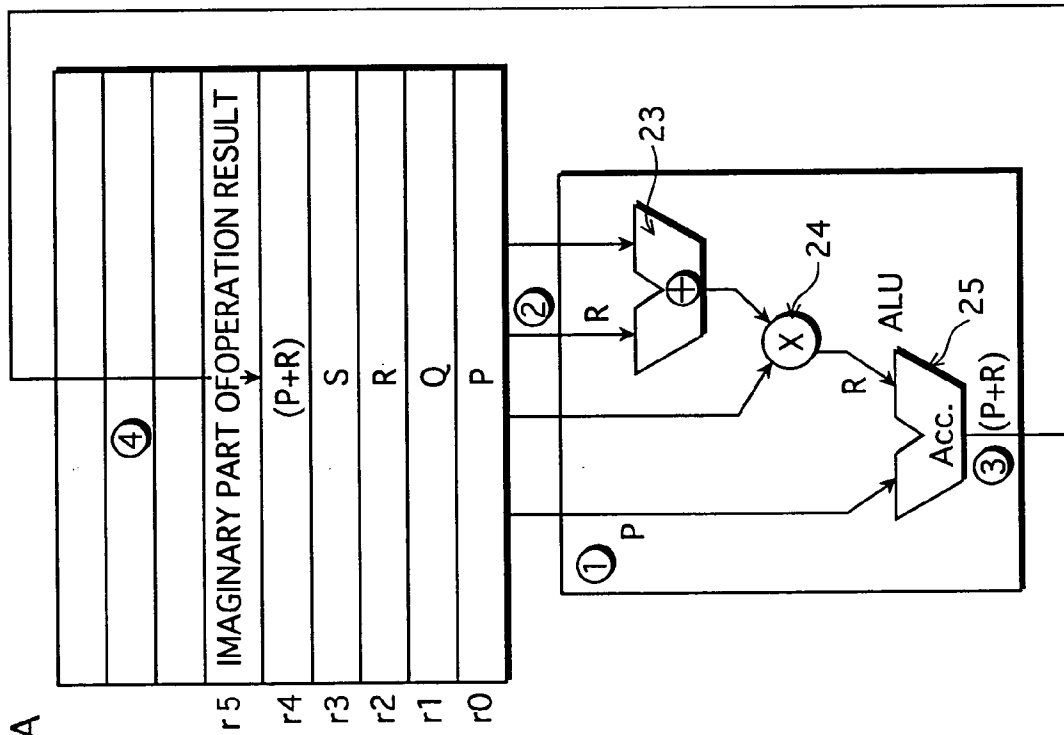 A
④
r5 IMAGINARY PART OFOPERATION RESULT
r4 (P+R)
r3 S
r2 R
r1 Q
r0 P
② R
23
① P
X
24
R
ALU
Acc.
25
③ (P+R)